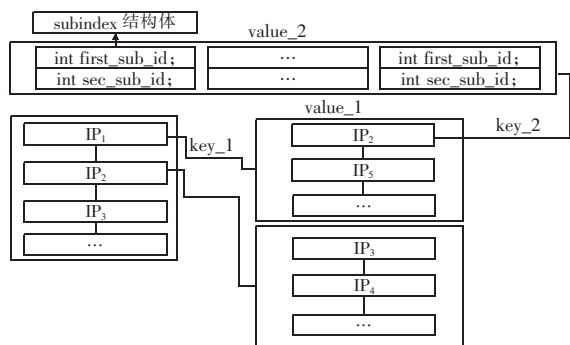 subindex 结构体
value_2
int first_sub_id； … int first_sub_id；
int sec_sub_id； … int sec_sub_id；
value_1
key_2
IP₁
key_1
IP₂
IP₂
IP₅
IP₃
…
…
IP₃
IP₄
…